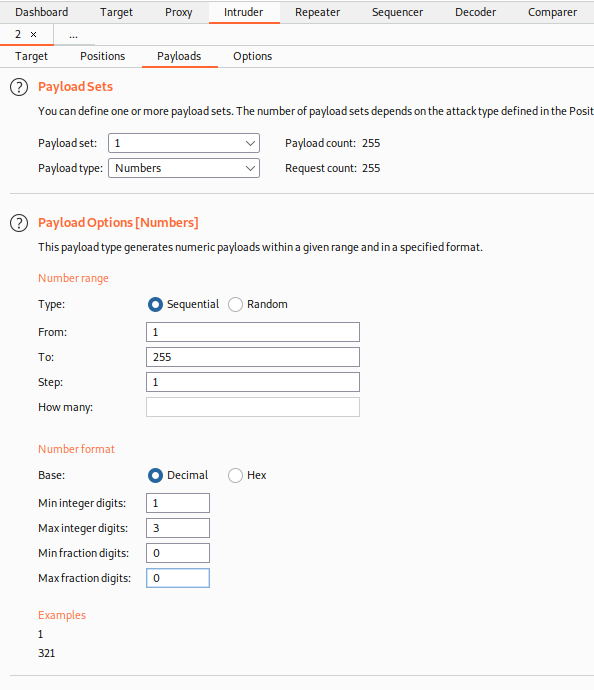 Dashboard Target Proxy Intruder Repeater Sequencer Decoder Comparer
2 × ...
Target Positions Payloads Options
? Payload Sets
You can define one or more payload sets. The number of payload sets depends on the attack type defined in the Posit
Payload set: 1 Payload count: 255
Payload type: Numbers Request count: 255
? Payload Options [Numbers]
This payload type generates numeric payloads within a given range and in a specified format.
Number range
Type: Sequential Random
From: 1
To: 255
Step: 1
How many:
Number format
Base: Decimal Hex
Min integer digits: 1
Max integer digits: 3
Min fraction digits: 0
Max fraction digits: 0
Examples
1
321